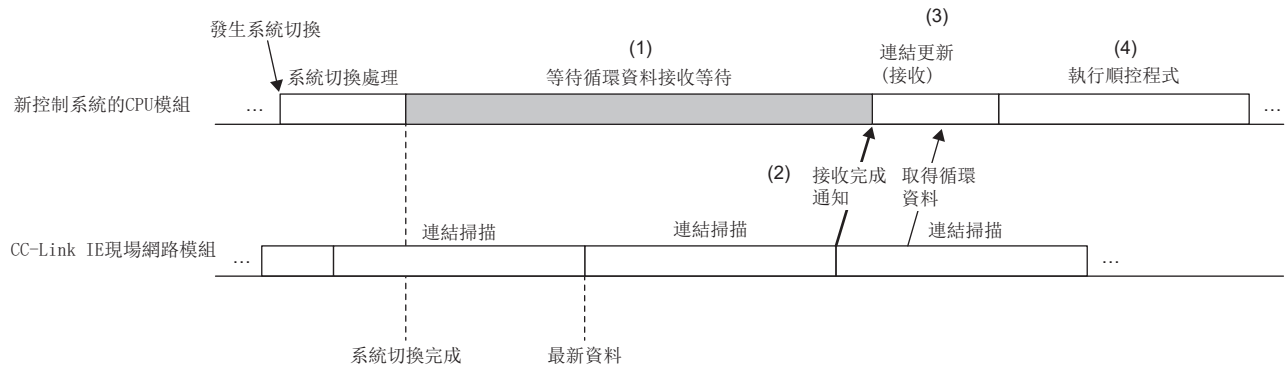 發生系統切換
(1)
(3)
(4)
系統切換處理
等待循環資料接收等待
連結更新
(接收)
執行順控程式
新控制系統的CPU模組
…
…
(2)
接收完成
通知
取得循環
資料
CC-Link IE現場網路模組
…
連結掃描
連結掃描
連結掃描
…
系統切換完成
最新資料